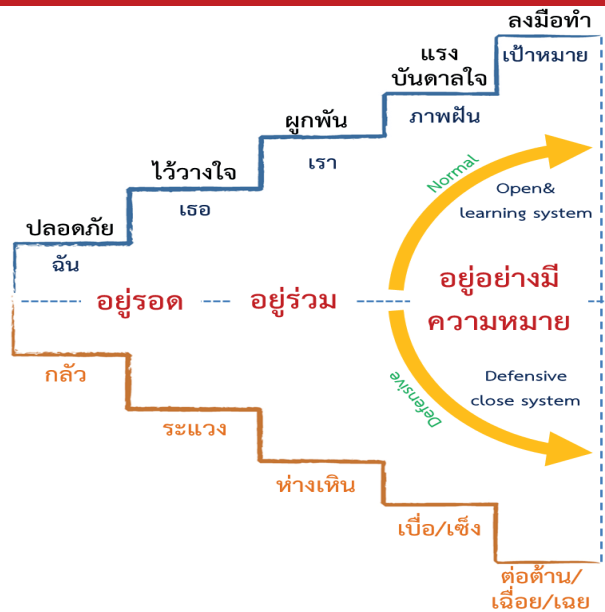 ลงมือทำ
เป้าหมาย
แรง
บันดาลใจ
ภาพฝัน
ผูกพัน
เรา
ไว้วางใจ
เธอ
ปลอดภัย
ฉัน
Normal
Open&
learning system
อยู่รอด
อยู่ร่วม
อยู่อย่างมี
ความหมาย
Defensive
Defensive
close system
กลัว
ระแวง
ห่างเหิน
เบื่อ/เซ็ง
ต่อต้าน/
เฉื่อย/เฉย